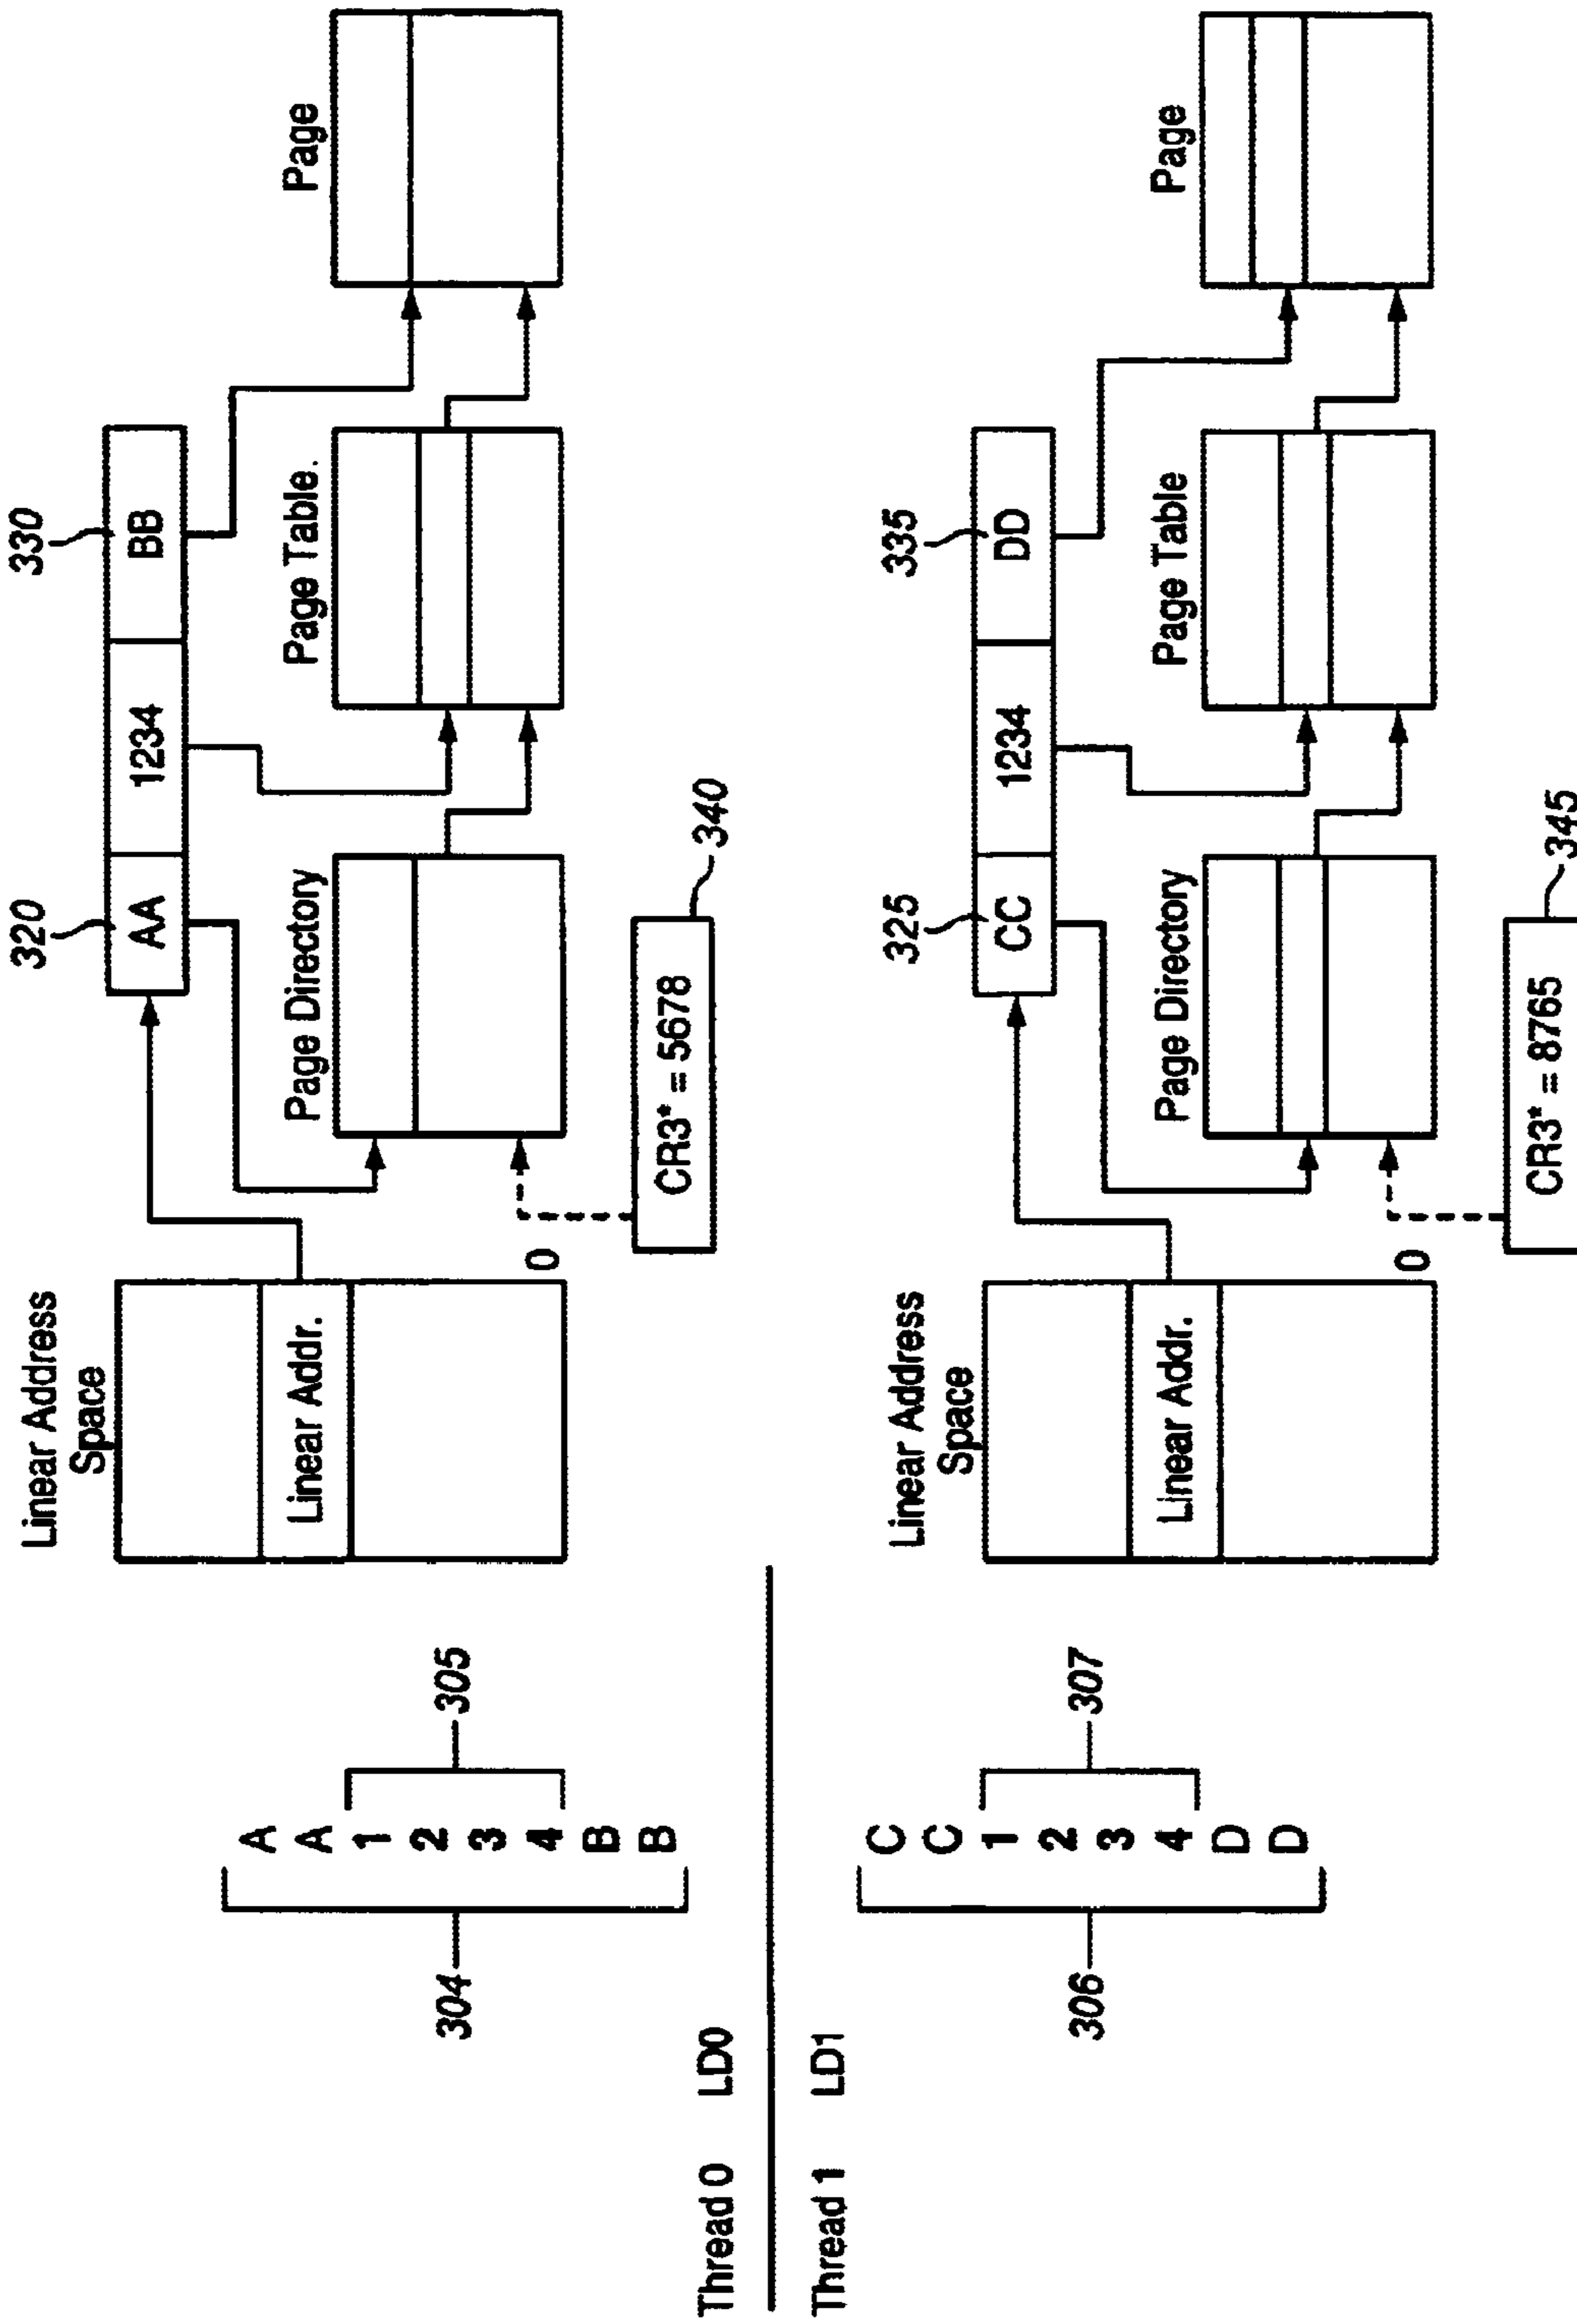 Thread 0 LD0
304
A A 1 2 3 4 B B
305
Linear Address
Space
Linear Addr.
0
320
330
AA 1234 BB
Page Directory
Page Table.
Page
CR3* = 5678
340
Thread 1 LD1
306
C C 1 2 3 4 D D
307
Linear Address
Space
Linear Addr.
0
325
335
CC 1234 DD
Page Directory
Page Table
Page
CR3* = 8765
345